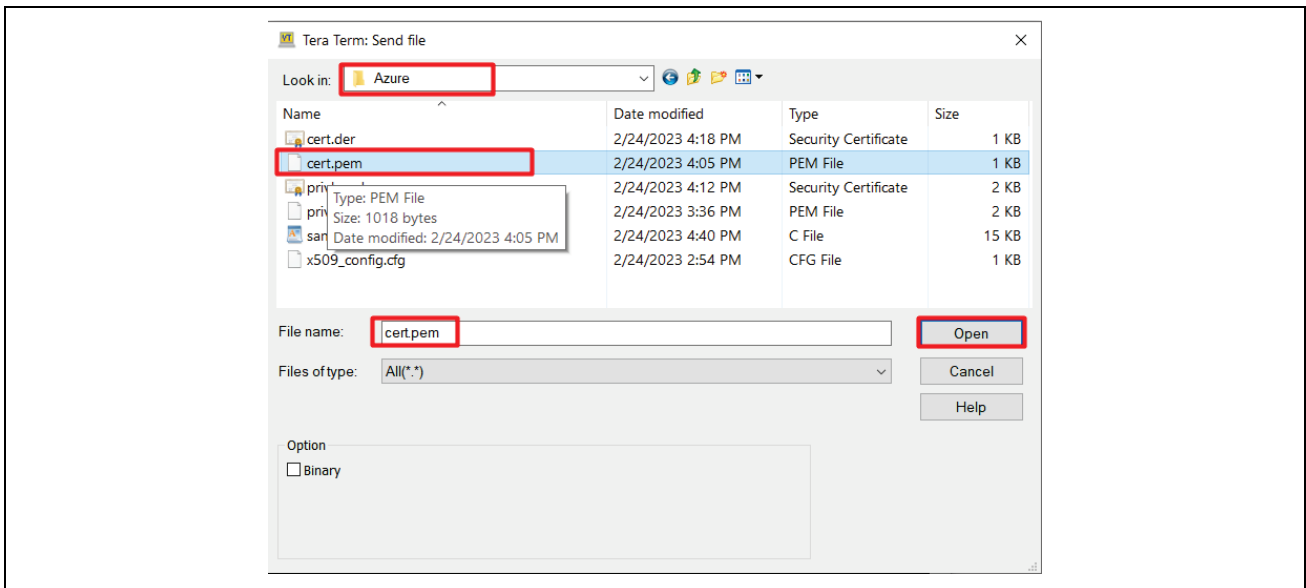 Tera Term: Send file
Look in: Azure
Name Date modified Type Size
cert.der 2/24/2023 4:18 PM Security Certificate 1 KB
cert.pem 2/24/2023 4:05 PM PEM File 1 KB
2/24/2023 4:12 PM Security Certificate 2 KB
Type: PEM File
2/24/2023 3:36 PM PEM File 2 KB
Size: 1018 bytes
2/24/2023 4:40 PM C File 15 KB
Date modified: 2/24/2023 4:05 PM
x509_config.cfg 2/24/2023 2:54 PM CFG File 1 KB
File name: cert.pem Open
Files of type: All(*.*) Cancel
Help
Option
Binary